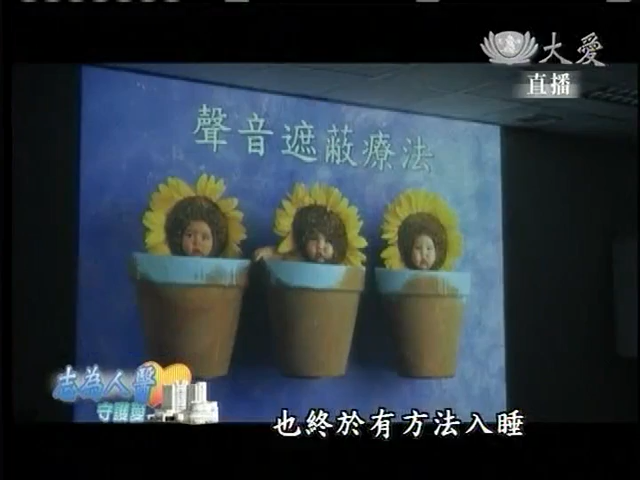 大愛
直播
聲音遮蔽療法
志為人醫
守護愛
也終於有方法入睡